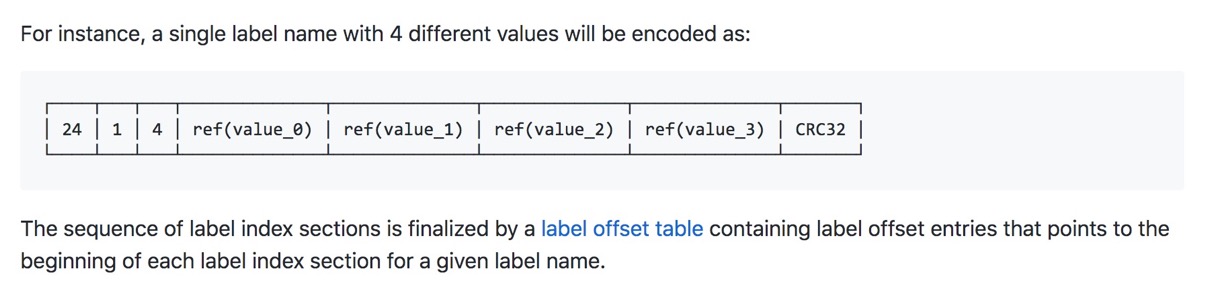 For instance, a single label name with 4 different values will be encoded as:
24 | 1 | 4 | ref(value_0) | ref(value_1) | ref(value_2) | ref(value_3) | CRC32
The sequence of label index sections is finalized by a label offset table containing label offset entries that points to the
beginning of each label index section for a given label name.